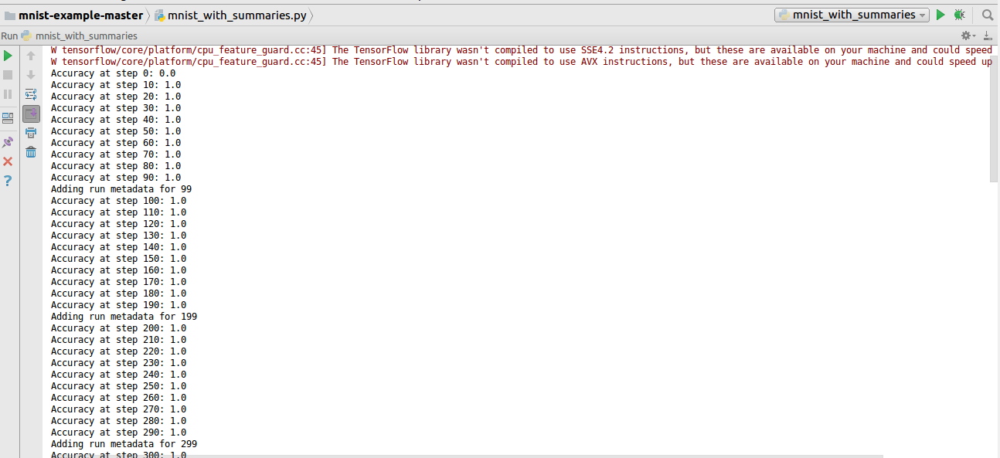 mnist-example-master mnist_with_summaries.py mnist_with_summaries
Run mnist_with_summaries
W tensorflow/core/platform/cpu_feature_guard.cc:45] The TensorFlow library wasn't compiled to use SSE4.2 instructions, but these are available on your machine and could speed
W tensorflow/core/platform/cpu_feature_guard.cc:45] The TensorFlow library wasn't compiled to use AVX instructions, but these are available on your machine and could speed up
Accuracy at step 0: 0.0
Accuracy at step 10: 1.0
Accuracy at step 20: 1.0
Accuracy at step 30: 1.0
Accuracy at step 40: 1.0
Accuracy at step 50: 1.0
Accuracy at step 60: 1.0
Accuracy at step 70: 1.0
Accuracy at step 80: 1.0
Accuracy at step 90: 1.0
Adding run metadata for 99
Accuracy at step 100: 1.0
Accuracy at step 110: 1.0
Accuracy at step 120: 1.0
Accuracy at step 130: 1.0
Accuracy at step 140: 1.0
Accuracy at step 150: 1.0
Accuracy at step 160: 1.0
Accuracy at step 170: 1.0
Accuracy at step 180: 1.0
Accuracy at step 190: 1.0
Adding run metadata for 199
Accuracy at step 200: 1.0
Accuracy at step 210: 1.0
Accuracy at step 220: 1.0
Accuracy at step 230: 1.0
Accuracy at step 240: 1.0
Accuracy at step 250: 1.0
Accuracy at step 260: 1.0
Accuracy at step 270: 1.0
Accuracy at step 280: 1.0
Accuracy at step 290: 1.0
Adding run metadata for 299
Accuracy at step 300: 1.0